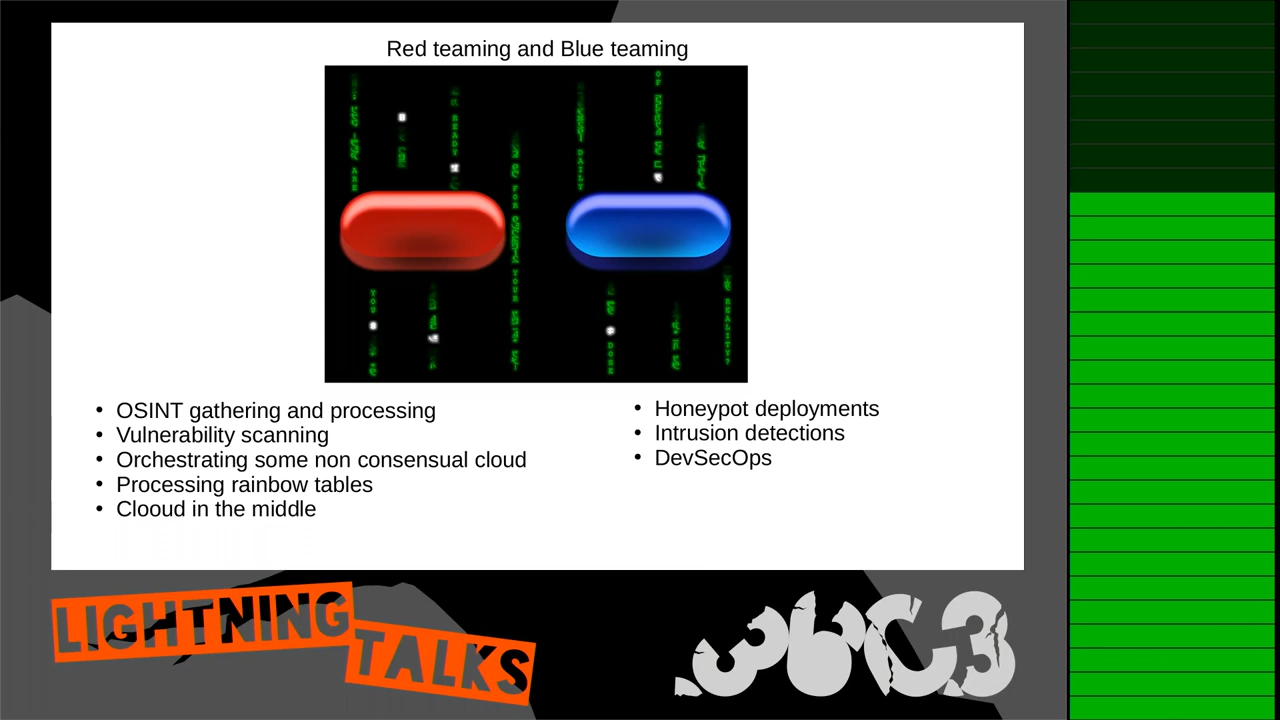 Red teaming and Blue teaming
• OSINT gathering and processing
• Vulnerability scanning
• Orchestrating some non consensual cloud
• Processing rainbow tables
• Clooud in the middle
• Honeypot deployments
• Intrusion detections
• DevSecOps
LIGHTNING
TALKS
36C3